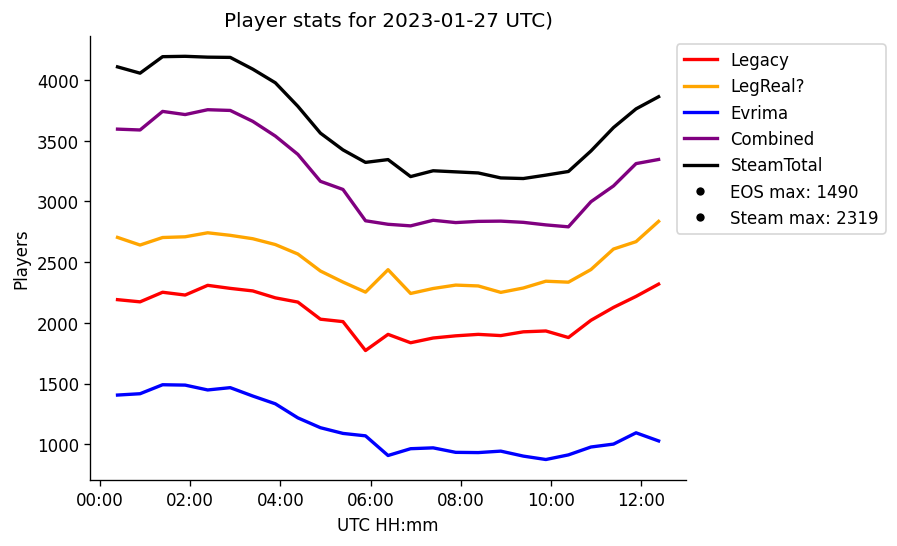 Player stats for 2023-01-27 UTC)
Legacy
LegReal?
Evrima
Combined
SteamTotal
EOS max: 1490
Steam max: 2319
Players
4000
3500
3000
2500
2000
1500
1000
00:00 02:00 04:00 06:00 08:00 10:00 12:00
UTC HH:mm